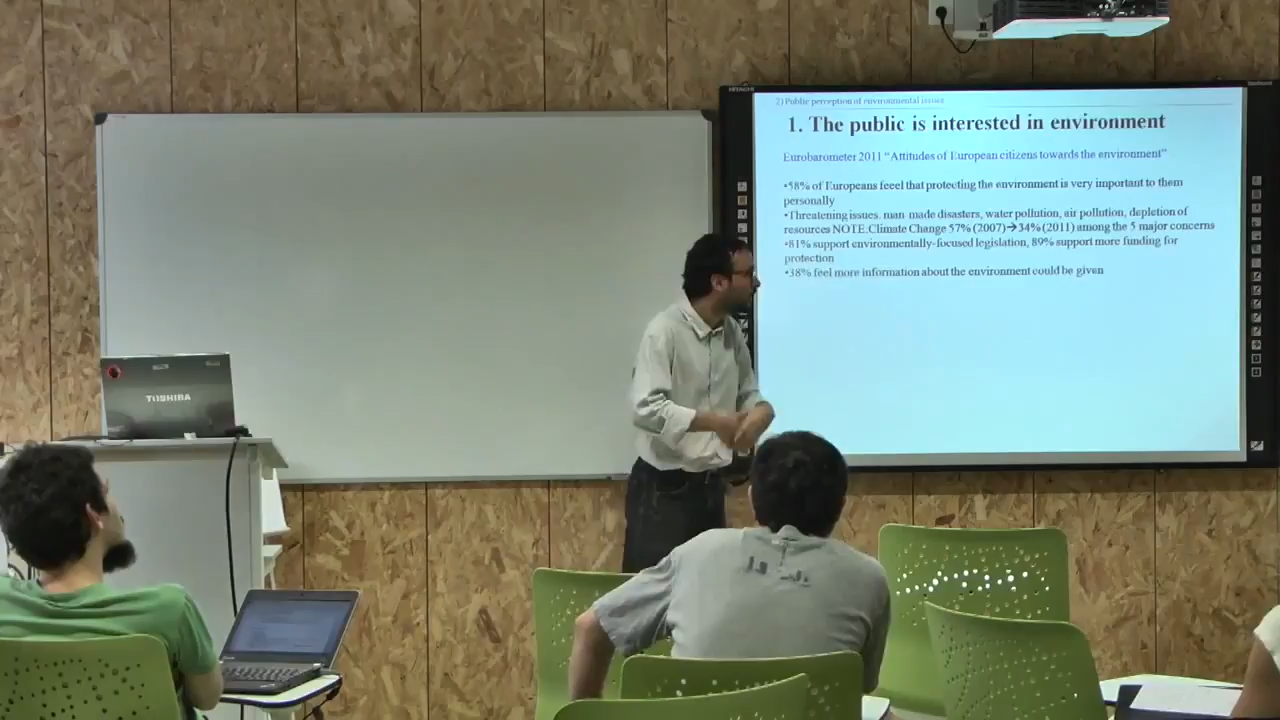 HITACHI
2) Public perception of environmental issues
1. The public is interested in environment
Eurobarometer 2011 “Attitudes of European citizens towards the environment”
•58% of Europeans feeel that protecting the environment is very important to them
personally
•Threatening issues. man-made disasters, water pollution, air pollution, depletion of
resources NOTE.Climate Change 57% (2007)→34% (2011) among the 5 major concerns
•81% support environmentally-focused legislation, 89% support more funding for
protection
•38% feel more information about the environment could be given
TOSHIBA